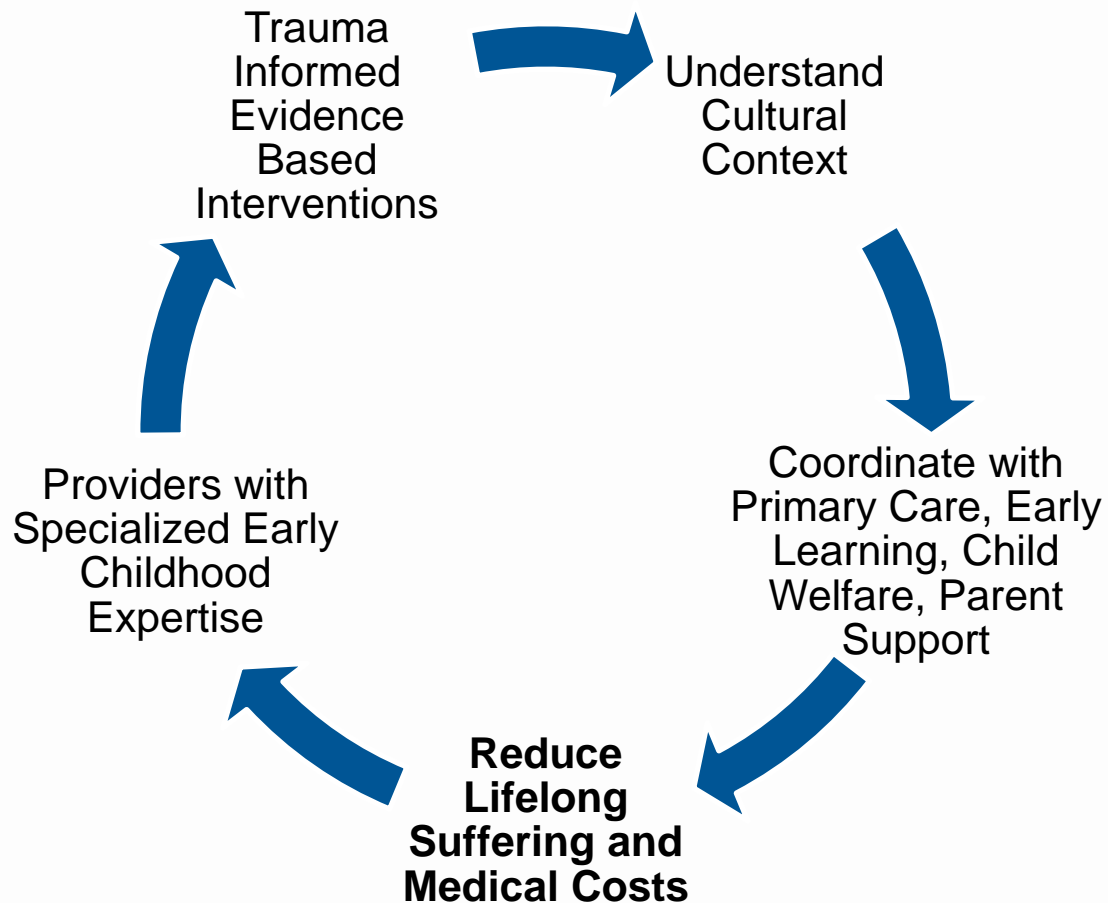 Trauma
Informed
Evidence
Based
Interventions
Understand
Cultural
Context
Coordinate with
Primary Care, Early
Learning, Child
Welfare, Parent
Support
Reduce
Lifelong
Suffering and
Medical Costs
Providers with
Specialized Early
Childhood
Expertise